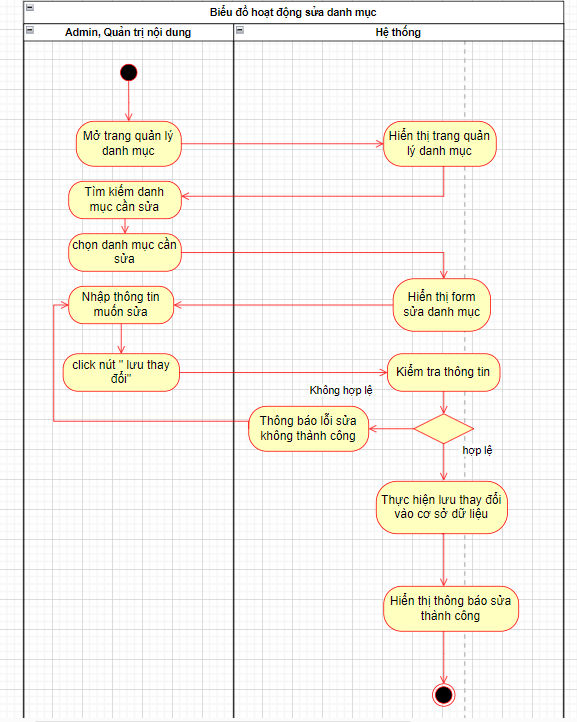 Biểu đồ hoạt động sửa danh mục
Admin, Quản trị nội dung
Hệ thống
Mở trang quản lý
danh mục
Hiển thị trang quản
lý danh mục
Tìm kiếm danh
mục cần sửa
chọn danh mục cần
sửa
Nhập thông tin
muốn sửa
Hiển thị form
sửa danh mục
click nút " lưu thay
đổi"
Kiểm tra thông tin
Không hợp lệ
Thông báo lỗi sửa
không thành công
hợp lệ
Thực hiện lưu thay đổi
vào cơ sở dữ liệu
Hiển thị thông báo sửa
thành công